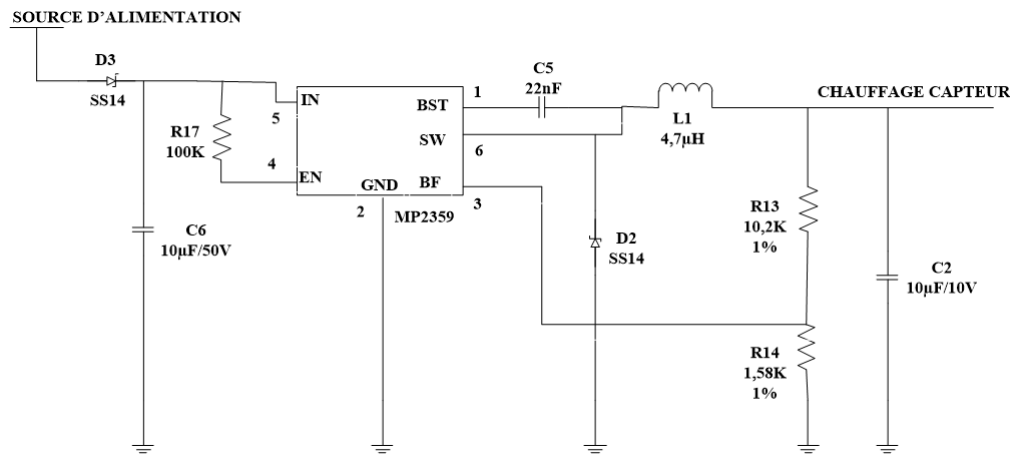 SOURCE D'ALIMENTATION
D3
SS14
R17
100K
C6
10µF/50V
IN
5
4
EN
GND
2
BST
SW
BF
MP2359
1
6
3
C5
22nF
L1
4,7µH
CHAUFFAGE CAPTEUR
D2
SS14
R13
10,2K
1%
R14
1,58K
1%
C2
10µF/10V